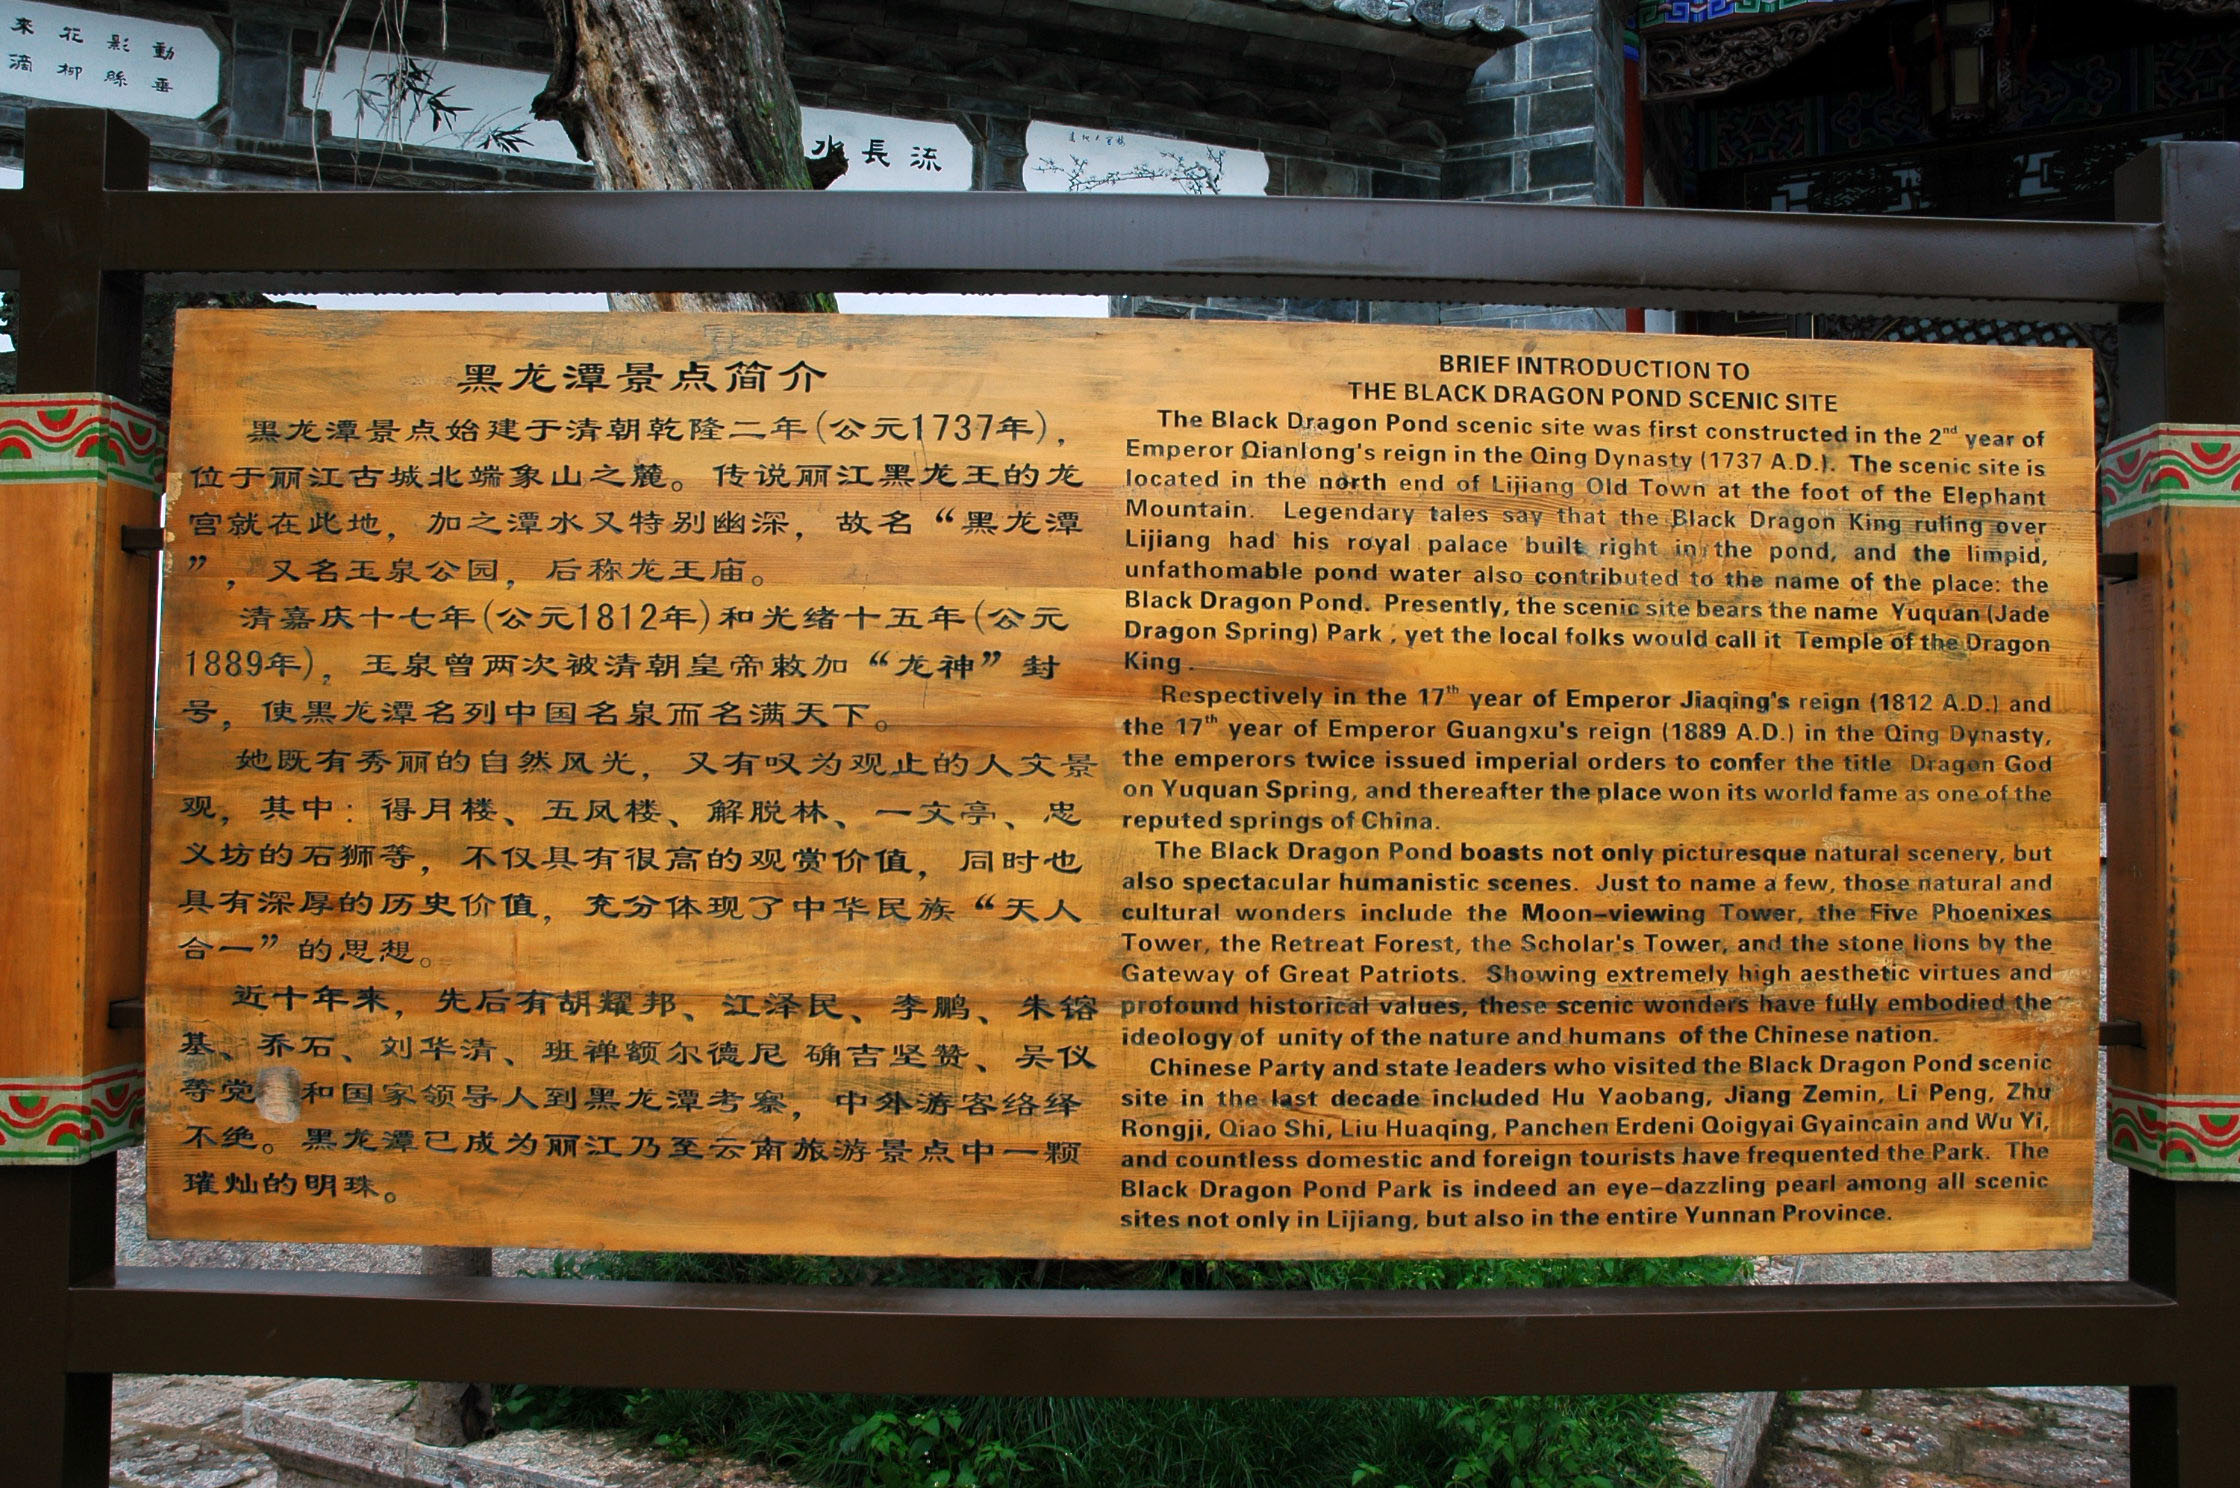 來花影動
滴柳絲垂
水長流
黑龙潭景点简介
黑龙潭景点始建于清朝乾隆二年(公元1737年)，
位于丽江古城北端象山之麓。传说丽江黑龙王的龙
宫就在此地，加之潭水又特别幽深，故名“黑龙潭
”，又名玉泉公园，后称龙王庙。
清嘉庆十七年(公元1812年)和光绪十五年(公元
1889年)，玉泉曾两次被清朝皇帝敕加“龙神”封
号，使黑龙潭名列中国名泉而名满天下。
她既有秀丽的自然风光，又有叹为观止的人文景
观，其中：得月楼、五凤楼、解脱林、一文亭、忠
义坊的石狮等，不仅具有很高的观赏价值，同时也
具有深厚的历史价值，充分体现了中华民族“天人
合一”的思想。
近十年来，先后有胡耀邦、江泽民、李鹏、朱镕
基、乔石、刘华清、班禅额尔德尼 确吉坚赞、吴仪
等党 和国家领导人到黑龙潭考察，中外游客络绎
不绝。黑龙潭已成为丽江乃至云南旅游景点中一颗
璀灿的明珠。
BRIEF INTRODUCTION TO
THE BLACK DRAGON POND SCENIC SITE
The Black Dragon Pond scenic site was first constructed in the 2nd year of
Emperor Qianlong's reign in the Qing Dynasty (1737 A.D.). The scenic site is
located in the north end of Lijiang Old Town at the foot of the Elephant
Mountain. Legendary tales say that the Black Dragon King ruling over
Lijiang had his royal palace built right in the pond, and the limpid,
unfathomable pond water also contributed to the name of the place: the
Black Dragon Pond. Presently, the scenic site bears the name Yuquan (Jade
Dragon Spring) Park , yet the local folks would call it Temple of the Dragon
King .
Respectively in the 17th year of Emperor Jiaqing's reign (1812 A.D.) and
the 17th year of Emperor Guangxu's reign (1889 A.D.) in the Qing Dynasty,
the emperors twice issued imperial orders to confer the title Dragon God
on Yuquan Spring, and thereafter the place won its world fame as one of the
reputed springs of China.
The Black Dragon Pond boasts not only picturesque natural scenery, but
also spectacular humanistic scenes. Just to name a few, those natural and
cultural wonders include the Moon-viewing Tower, the Five Phoenixes
Tower, the Retreat Forest, the Scholar's Tower, and the stone lions by the
Gateway of Great Patriots. Showing extremely high aesthetic virtues and
profound historical values, these scenic wonders have fully embodied the
ideology of unity of the nature and humans of the Chinese nation.
Chinese Party and state leaders who visited the Black Dragon Pond scenic
site in the last decade included Hu Yaobang, Jiang Zemin, Li Peng, Zhu
Rongji, Qiao Shi, Liu Huaqing, Panchen Erdeni Qoigyai Gyaincain and Wu Yi,
and countless domestic and foreign tourists have frequented the Park. The
Black Dragon Pond Park is indeed an eye-dazzling pearl among all scenic
sites not only in Lijiang, but also in the entire Yunnan Province.